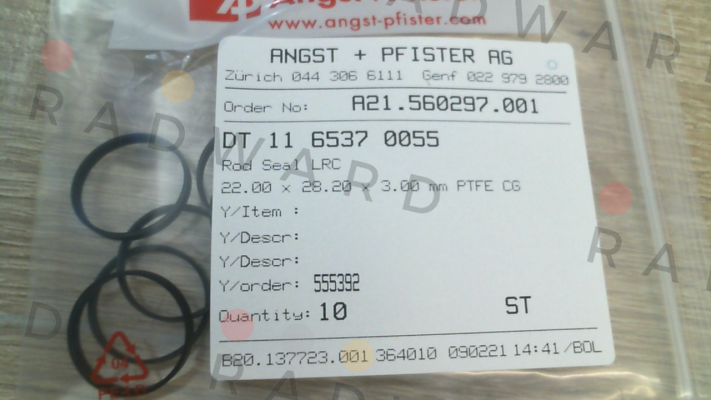 www.angst-pfister.com
ANGST + PFISTER AG
Zürich 044 306 6111 Genf 022 979 2800
Order No: A21.560297.001
DT 11 6537 0055
Rod Seal LRC
22.00 x 28.20 x 3.00 mm PTFE CG
Y/Item :
Y/Descr:
Y/Descr:
Y/order: 555392
Quantity: 10 ST
B20.137723.001 364010 090221 14:41 /BOL
04
RADWARD